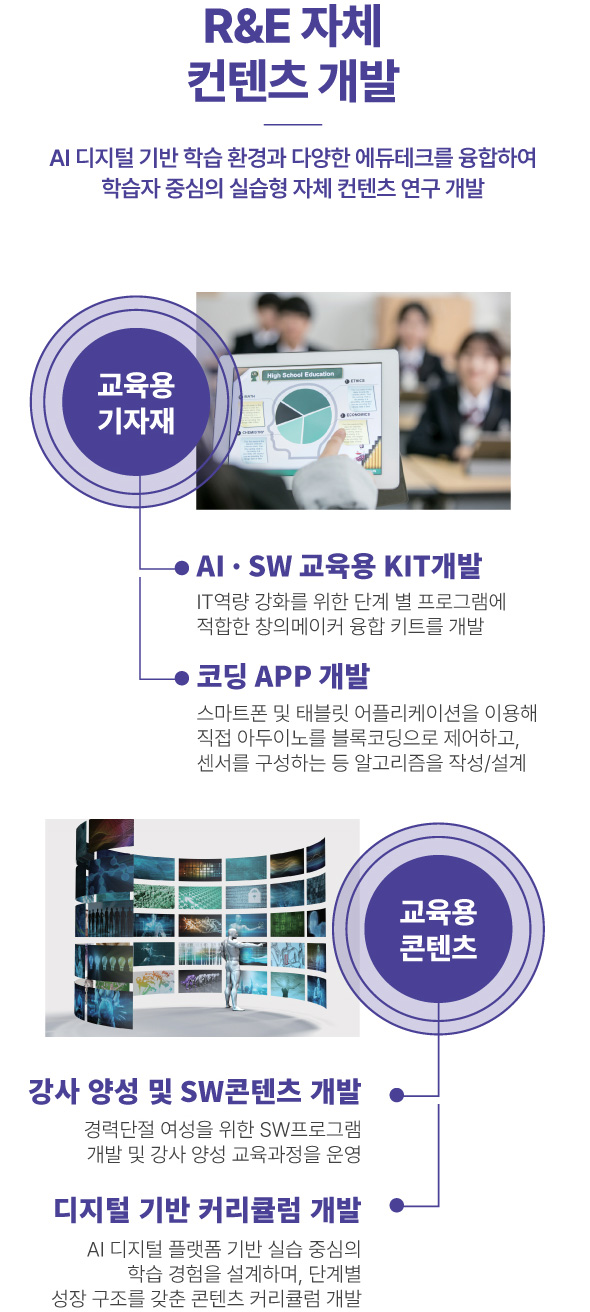 R&E 자체
컨텐츠 개발
AI 디지털 기반 학습 환경과 다양한 에듀테크를 융합하여
학습자 중심의 실습형 자체 컨텐츠 연구 개발
교육용
기자재
High School Education
ETHICS
ECONOMICS
CHEMISTRY
AI · SW 교육용 KIT개발
IT역량 강화를 위한 단계 별 프로그램에
적합한 창의메이커 융합 키트를 개발
코딩 APP 개발
스마트폰 및 태블릿 어플리케이션을 이용해
직접 아두이노를 블록코딩으로 제어하고,
센서를 구성하는 등 알고리즘을 작성/설계
교육용
콘텐츠
강사 양성 및 SW콘텐츠 개발
경력단절 여성을 위한 SW프로그램
개발 및 강사 양성 교육과정을 운영
디지털 기반 커리큘럼 개발
AI 디지털 플랫폼 기반 실습 중심의
학습 경험을 설계하며, 단계별
성장 구조를 갖춘 콘텐츠 커리큘럼 개발